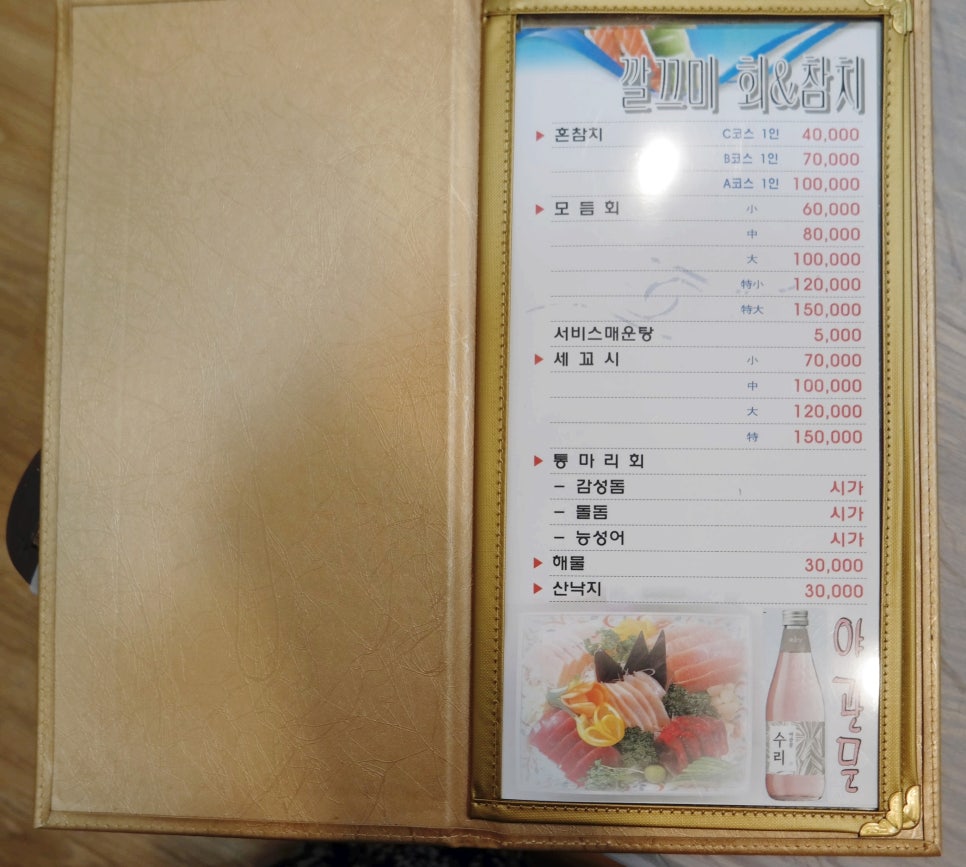 깔끄미 회&참치
▶ 혼참치 C코스 1인 40,000
B코스 1인 70,000
A코스 1인 100,000
▶ 모듬회 小 60,000
中 80,000
大 100,000
特小 120,000
特大 150,000
서비스매운탕 5,000
▶ 세꼬시 小 70,000
中 100,000
大 120,000
特 150,000
▶ 통마리회
- 감성돔 시가
- 돌돔 시가
- 능성어 시가
▶ 해물 30,000
▶ 산낙지 30,000
야관문
수리